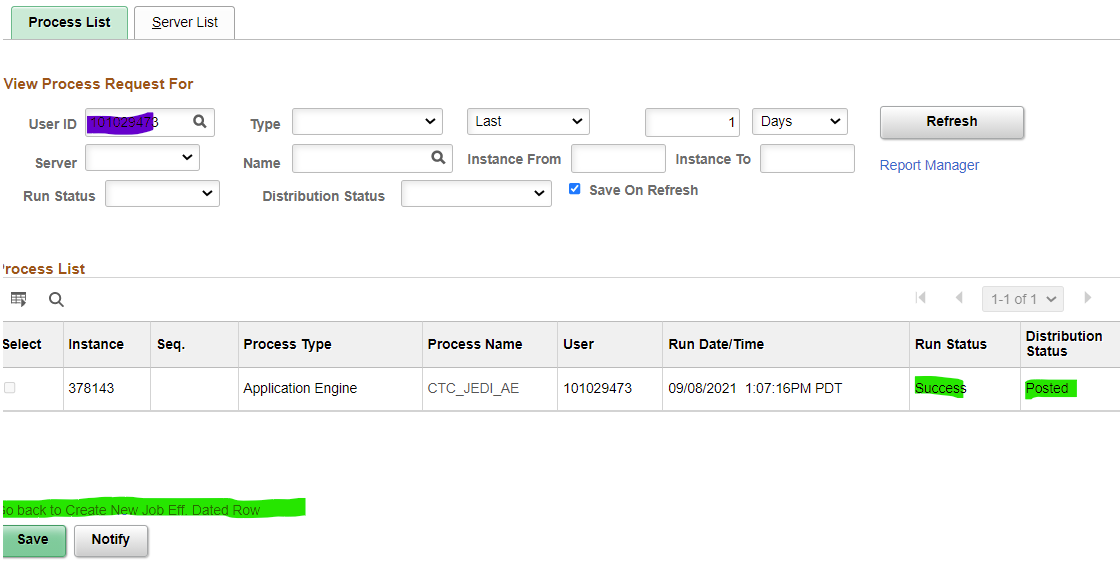 Process List Server List
View Process Request For
User ID 101029473 Type Last 1 Days Refresh
Server Name Instance From Instance To Report Manager
Run Status Distribution Status Save On Refresh
Process List
1-1 of 1
Select Instance Seq. Process Type Process Name User Run Date/Time Run Status Distribution
Status
378143 Application Engine CTC_JEDI_AE 101029473 09/08/2021 1:07:16PM PDT Success Posted
Go back to Create New Job Eff. Dated Row
Save Notify